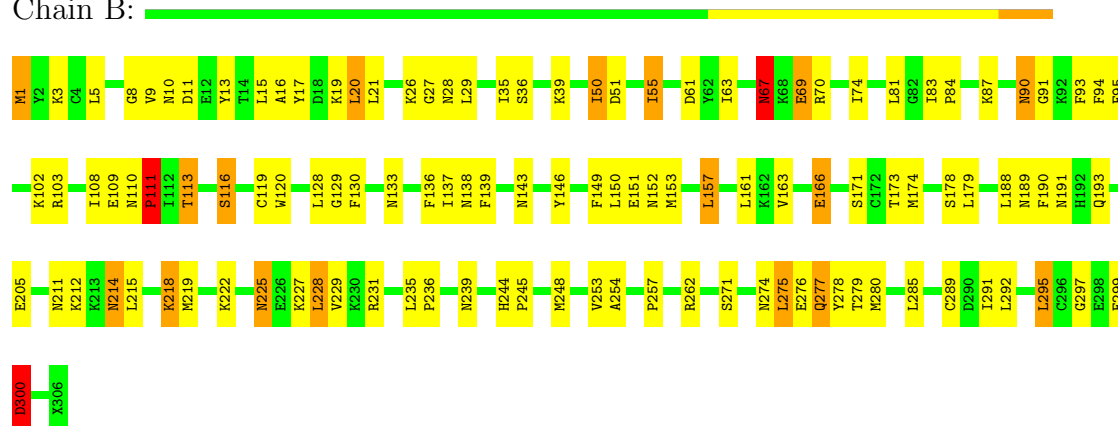 Chain B:
M1 Y2 K3 C4 L5 G8 V9 N10 D11 E12 Y13 T14 L15 A16 Y17 D18 K19 L20 L21 K26 G27 N28 L29 I35 S36 K39 I50 D51 I55 D61 Y62 I63 N67 K68 E69 R70 I74 L81 G82 I83 P84 K87 N90 G91 K92 F93 F94
K102 R103 I108 E109 N110 P111 I112 T113 S116 C119 W120 L128 G129 F130 N133 F136 I137 N138 F139 N143 Y146 F149 L150 E151 N152 M153 L157 L161 K162 V163 E166 S171 C172 T173 M174 S178 L179 L188 N189 F190 N191 H192 Q193
E205 N211 K212 K213 N214 L215 K218 M219 K222 N225 E226 K227 L228 V229 K230 R231 L235 P236 N239 H244 P245 M248 V253 A254 P257 R262 S271 N274 L275 E276 Q277 Y278 T279 M280 L285 C289 D290 I291 L292 L295 C296 G297 E298
D300 X306